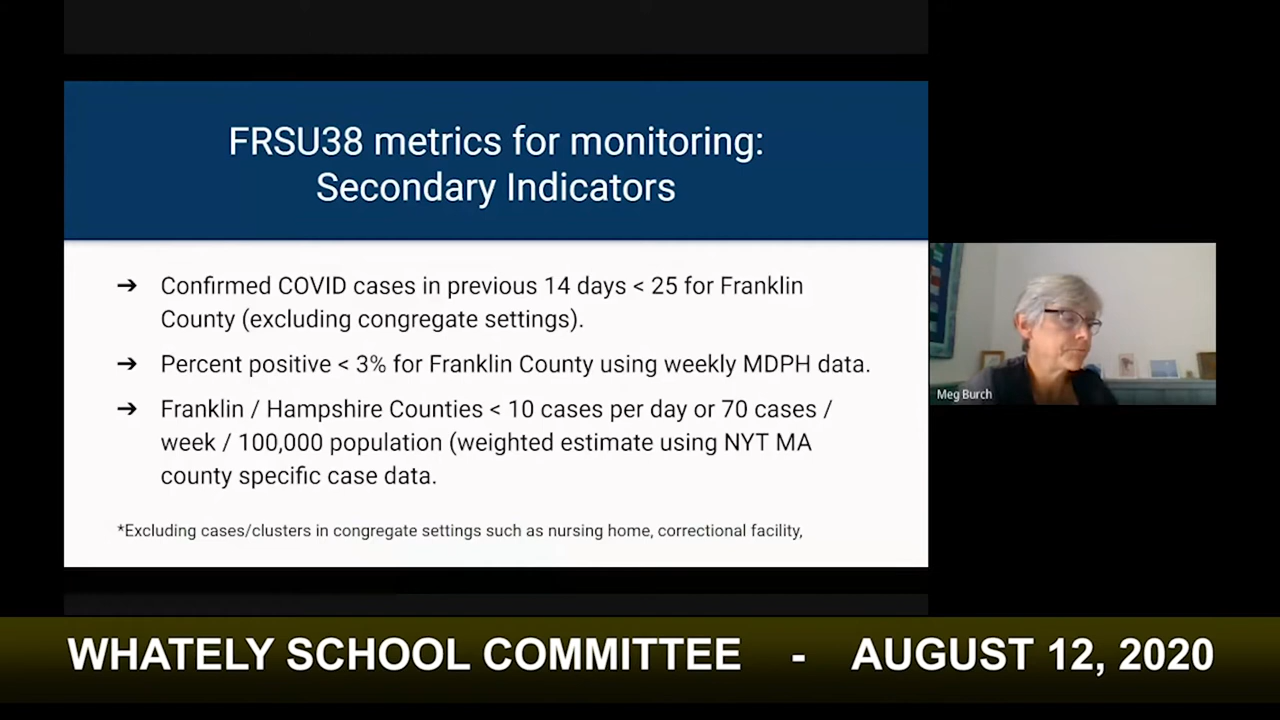 FRSU38 metrics for monitoring:
Secondary Indicators
➔ Confirmed COVID cases in previous 14 days < 25 for Franklin
County (excluding congregate settings).
➔ Percent positive < 3% for Franklin County using weekly MDPH data.
➔ Franklin / Hampshire Counties < 10 cases per day or 70 cases /
week / 100,000 population (weighted estimate using NYT MA
county specific case data.
*Excluding cases/clusters in congregate settings such as nursing home, correctional facility,
Meg Burch
WHATELY SCHOOL COMMITTEE - AUGUST 12, 2020